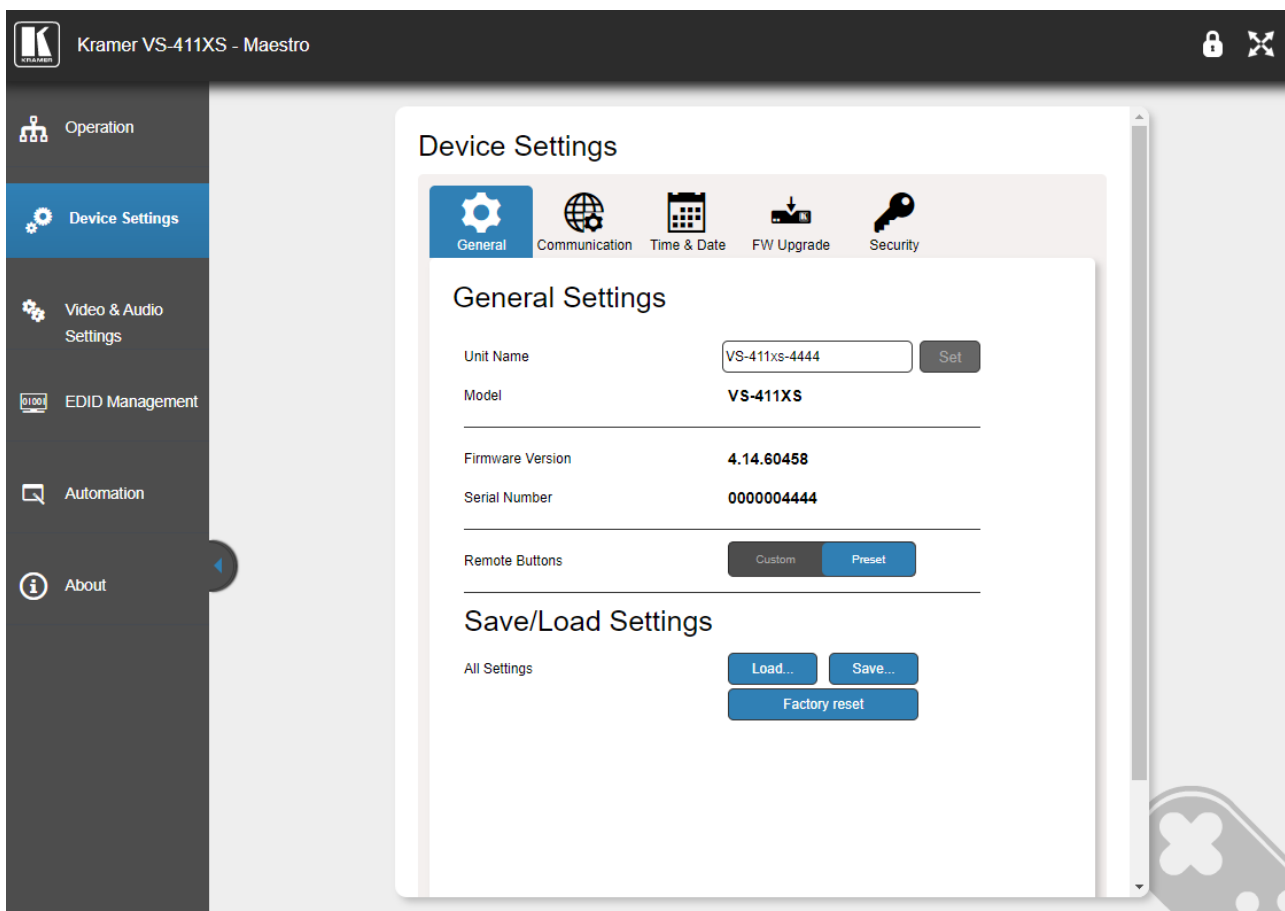 KRAMER
Kramer VS-411XS - Maestro
Operation
Device Settings
Video & Audio
Settings
01001
EDID Management
Automation
About
Device Settings
General
Communication
Time & Date
K
FW Upgrade
Security
General Settings
Unit Name
VS-411xs-4444
Set
Model
VS-411XS
Firmware Version
4.14.60458
Serial Number
0000004444
Remote Buttons
Custom
Preset
Save/Load Settings
All Settings
Load...
Save...
Factory reset